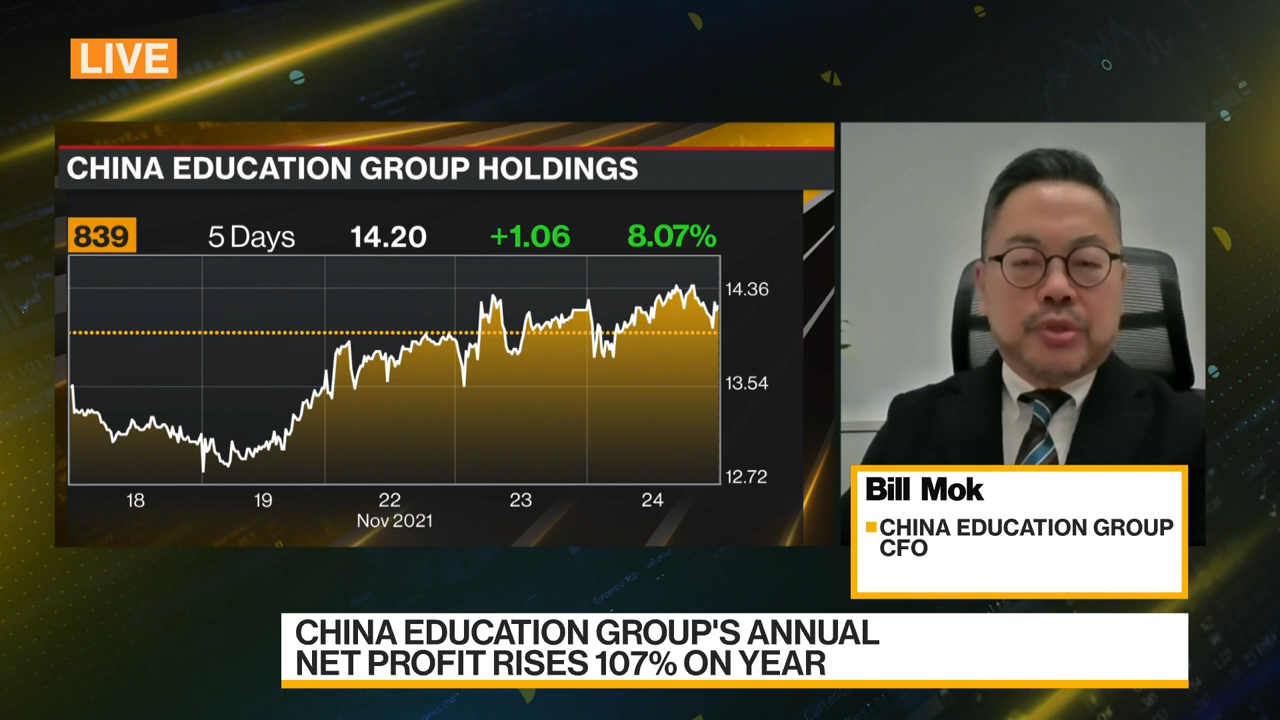 LIVE
CHINA EDUCATION GROUP HOLDINGS
839 5 Days 14.20 +1.06 8.07%
14.36
13.54
12.72
18 19 22 23 24
Nov 2021
Bill Mok
CHINA EDUCATION GROUP
CFO
CHINA EDUCATION GROUP'S ANNUAL
NET PROFIT RISES 107% ON YEAR